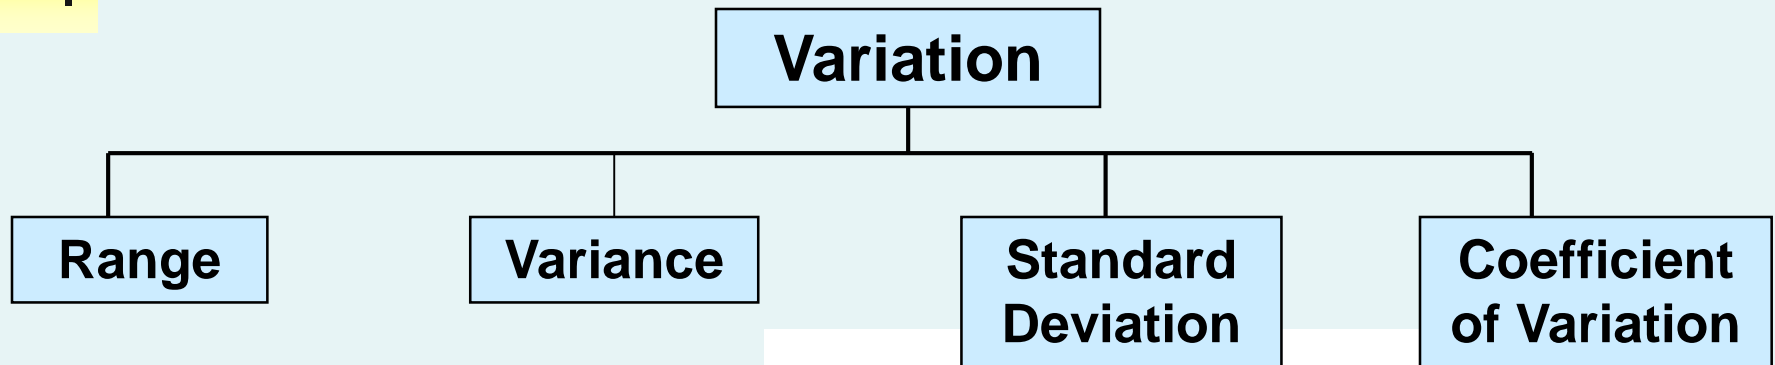 Variation
Range
Variance
Standard
Deviation
Coefficient
of Variation